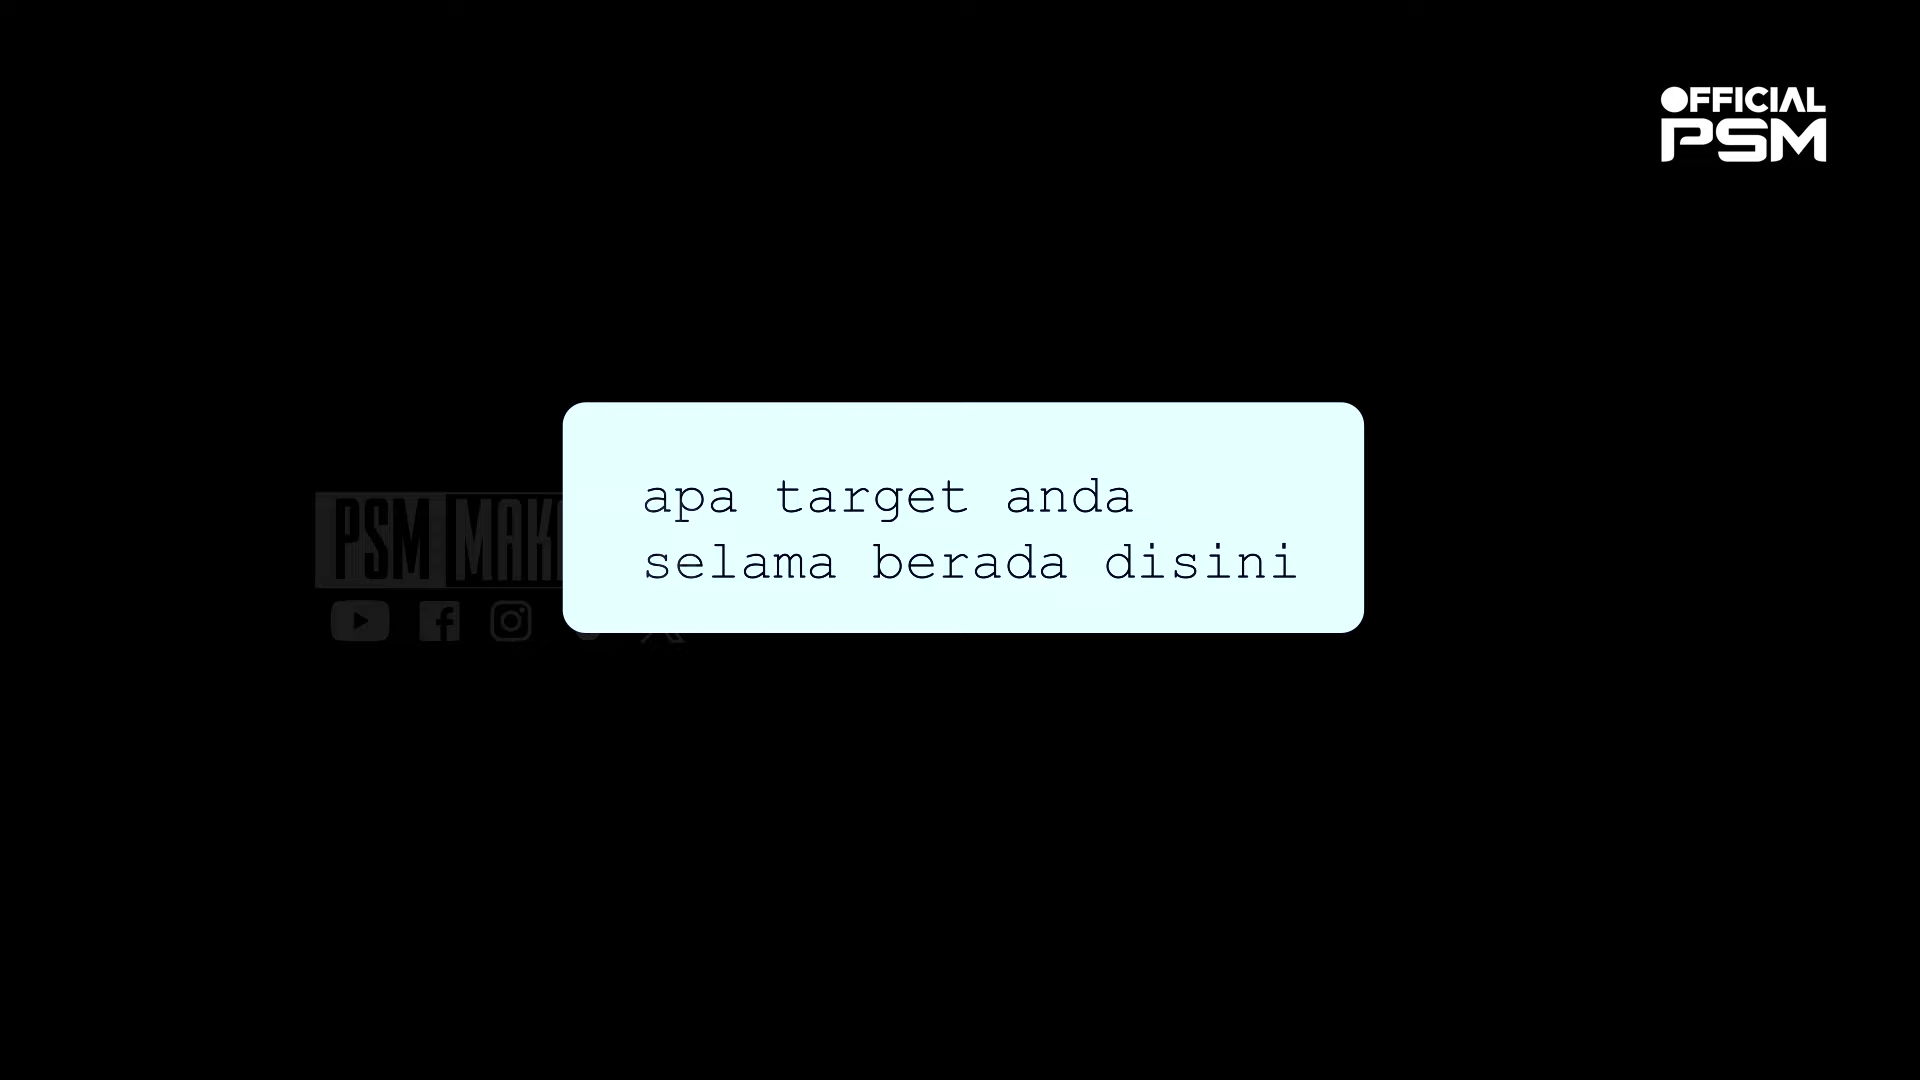 OFFICIAL
PSM
apa target anda
selama berada disini
PSM